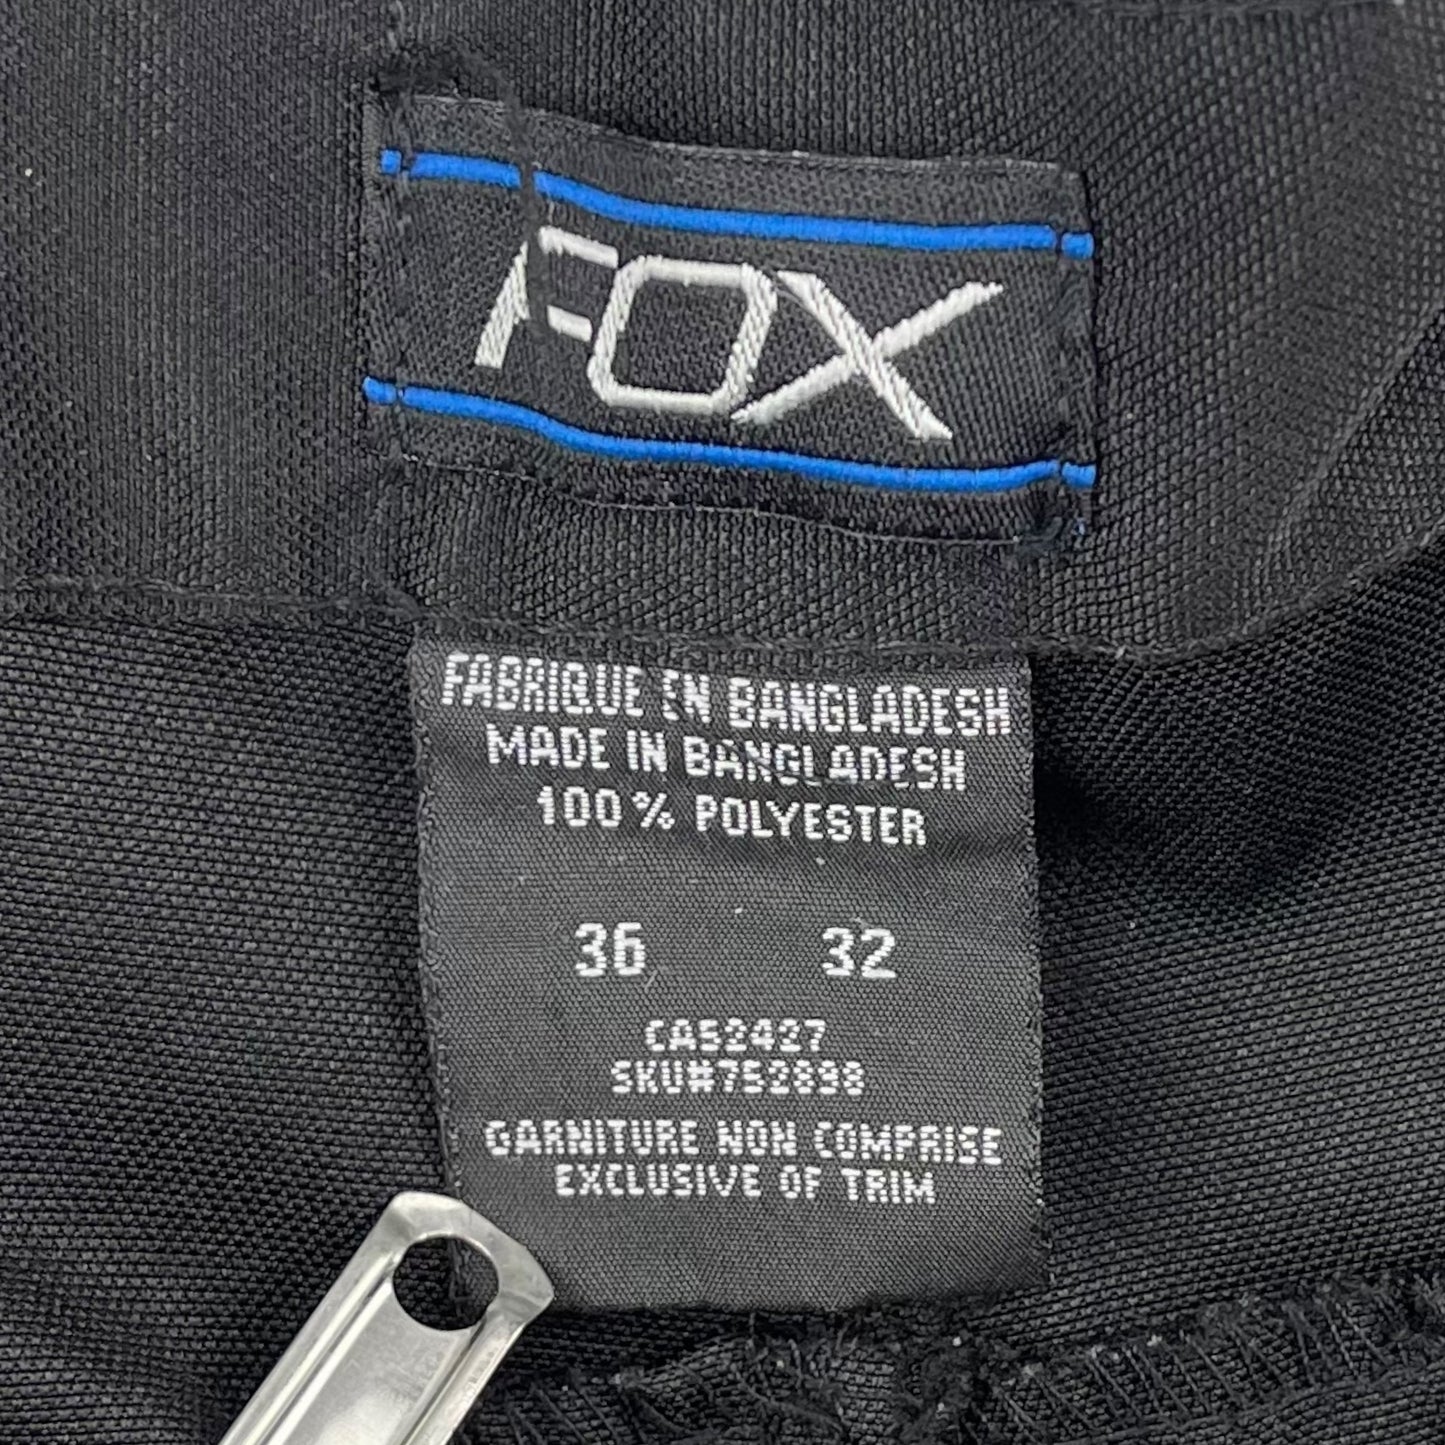 FOX
FABRIQUE EN BANGLADESH
MADE IN BANGLADESH
100% POLYESTER
36 32
CA52427
SKU#752898
GARNITURE NON COMPRISE
EXCLUSIVE OF TRIM